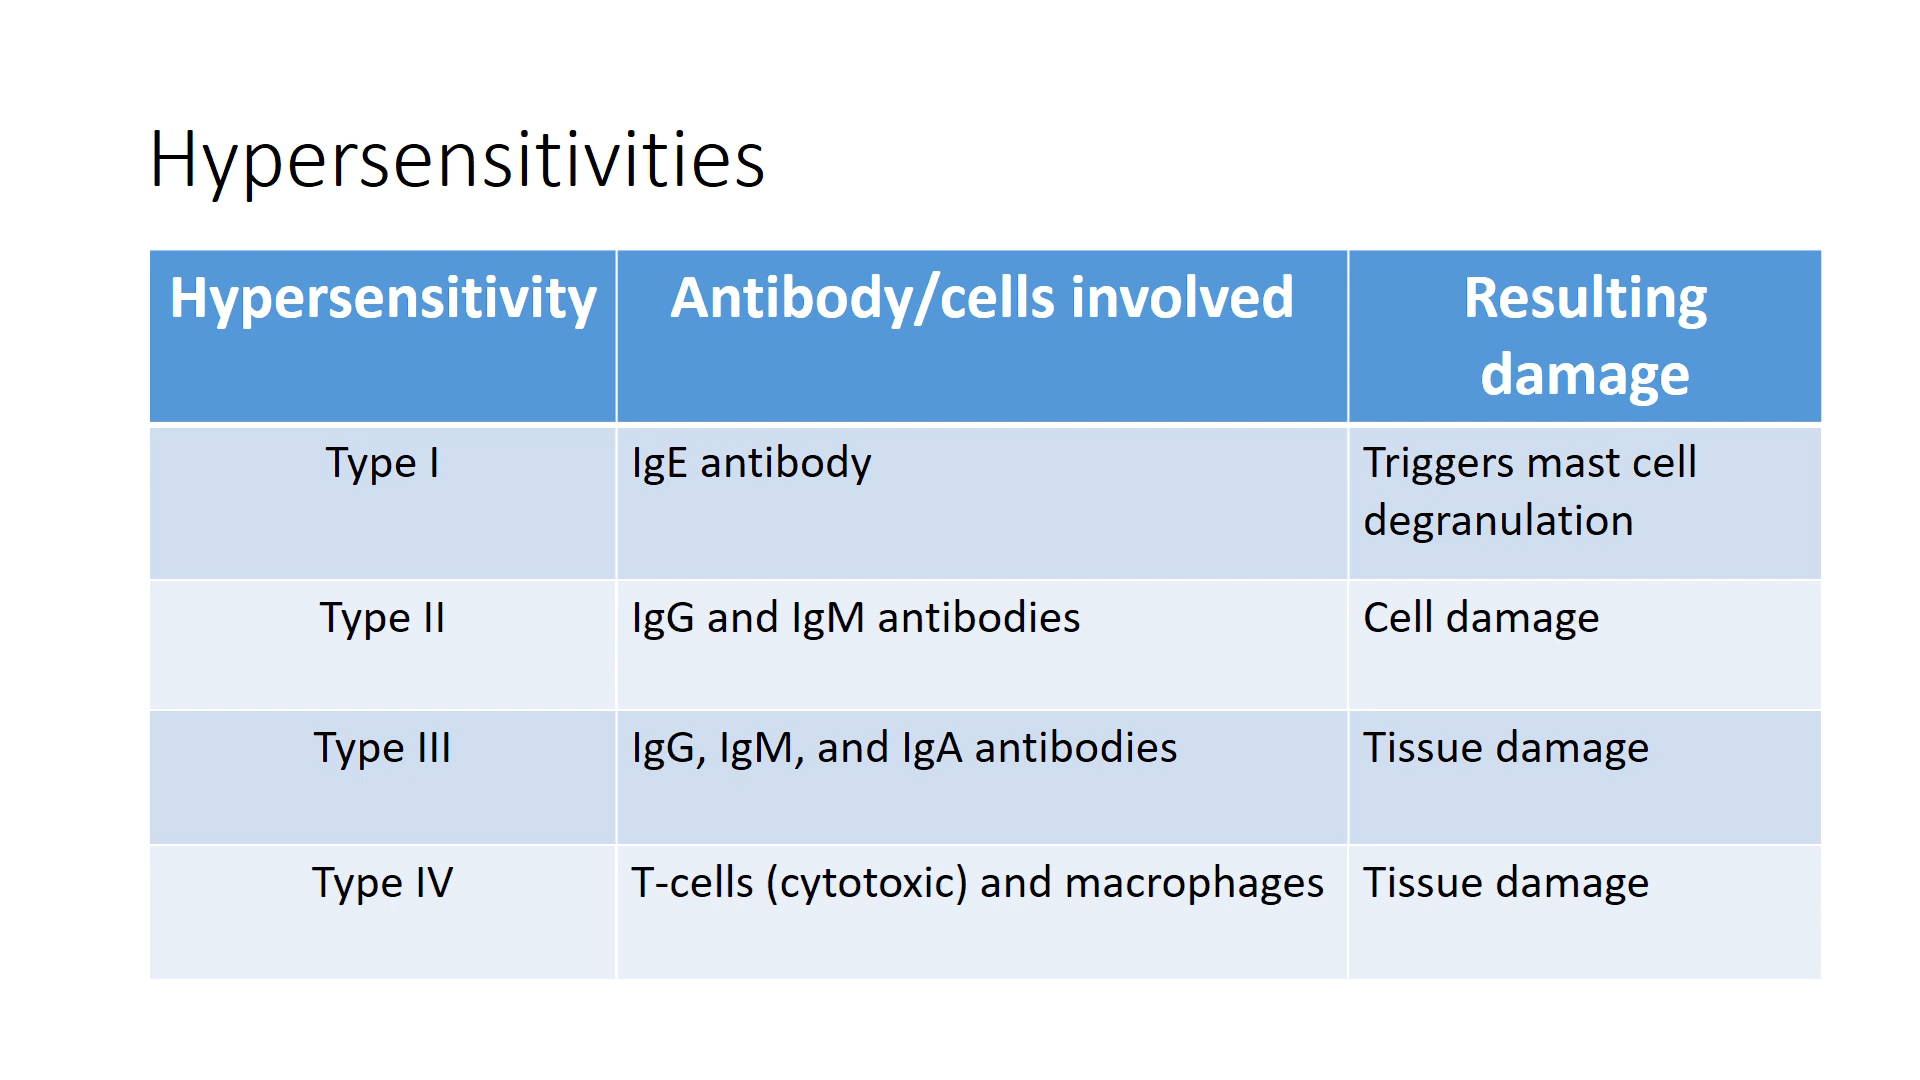 Hypersensitivities
Hypersensitivity
Antibody/cells involved
Resulting
damage
Type I
IgE antibody
Triggers mast cell
degranulation
Type II
IgG and IgM antibodies
Cell damage
Type III
IgG, IgM, and IgA antibodies
Tissue damage
Type IV
T-cells (cytotoxic) and macrophages
Tissue damage